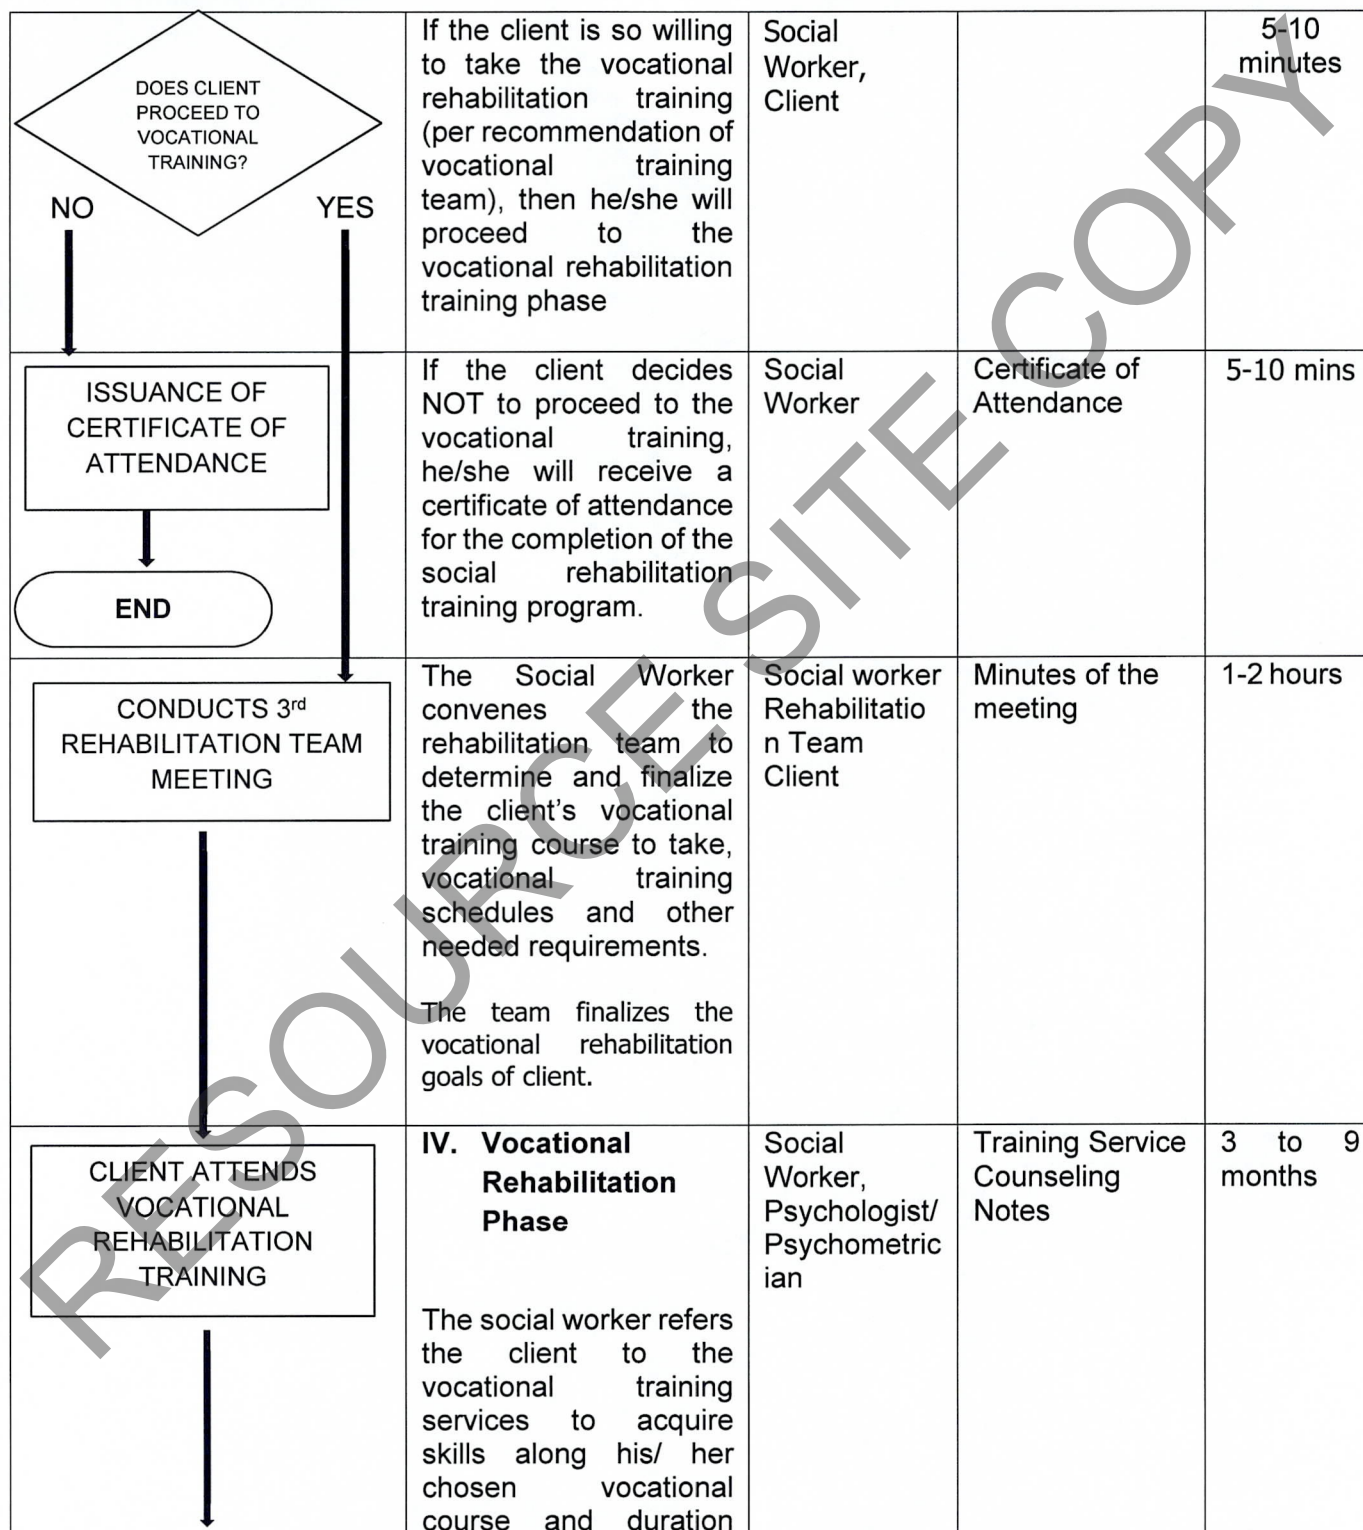 DOES CLIENT
PROCEED TO
VOCATIONAL
TRAINING?
NO
YES
If the client is so willing
to take the vocational
rehabilitation training
(per recommendation of
vocational training
team), then he/she will
proceed to the
vocational rehabilitation
training phase
Social
Worker,
Client
5-10
minutes
ISSUANCE OF
CERTIFICATE OF
ATTENDANCE
END
If the client decides
NOT to proceed to the
vocational training,
he/she will receive a
certificate of attendance
for the completion of the
social rehabilitation
training program.
Social
Worker
Certificate of
Attendance
5-10 mins
CONDUCTS 3rd
REHABILITATION TEAM
MEETING
The Social Worker
convenes the
rehabilitation team to
determine and finalize
the client's vocational
training course to take,
vocational training
schedules and other
needed requirements.
The team finalizes the
vocational rehabilitation
goals of client.
Social worker
Rehabilitatio
n Team
Client
Minutes of the
meeting
1-2 hours
CLIENT ATTENDS
VOCATIONAL
REHABILITATION
TRAINING
IV. Vocational
Rehabilitation
Phase
The social worker refers
the client to the
vocational training
services to acquire
skills along his/ her
chosen vocational
course and duration
Social
Worker,
Psychologist/
Psychometric
ian
Training Service
Counseling
Notes
3 to 9
months
RESOURCE SITE COPY